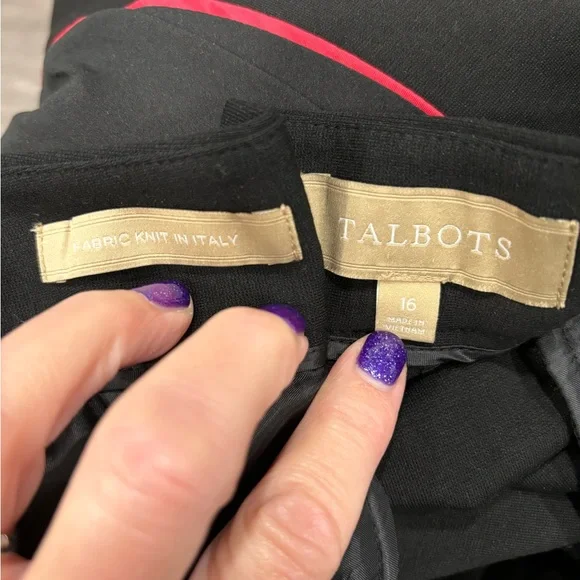 FABRIC KNIT IN ITALY
TALBOTS
16
MADE IN
VIETNAM